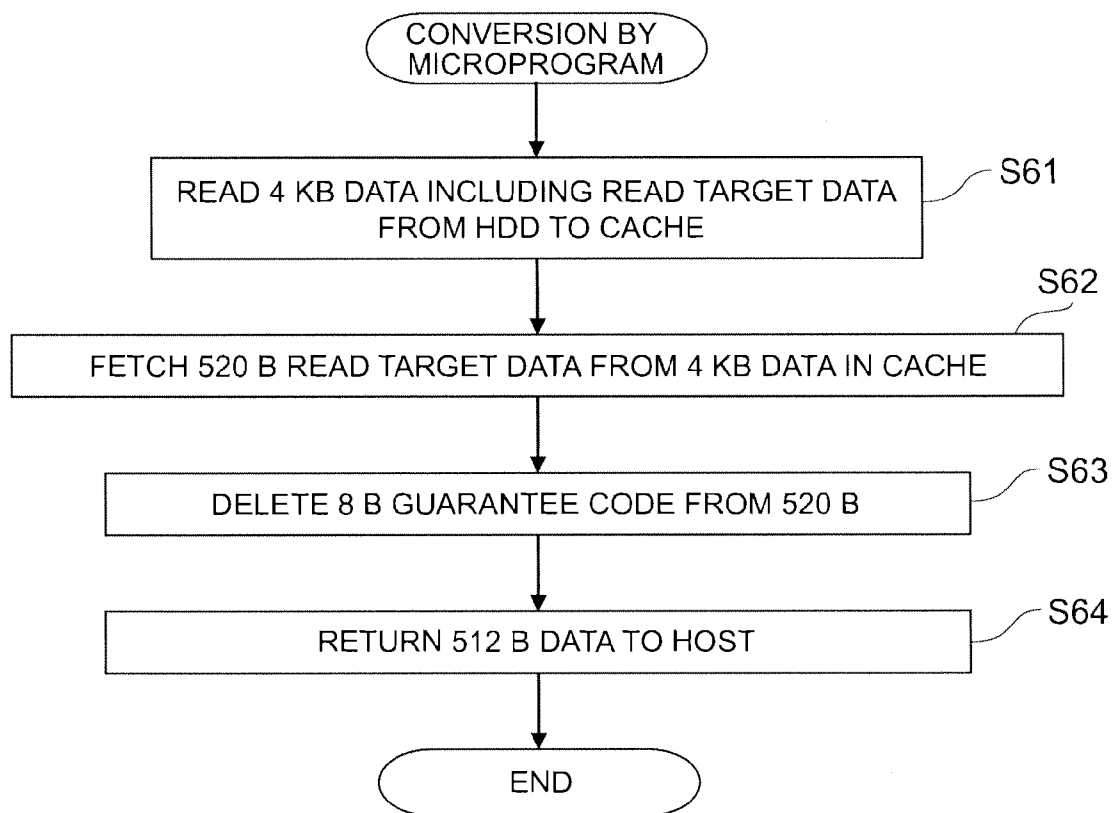 CONVERSION BY
MICROPROGRAM
S61
READ 4 KB DATA INCLUDING READ TARGET DATA
FROM HDD TO CACHE
S62
FETCH 520 B READ TARGET DATA FROM 4 KB DATA IN CACHE
S63
DELETE 8 B GUARANTEE CODE FROM 520 B
S64
RETURN 512 B DATA TO HOST
END